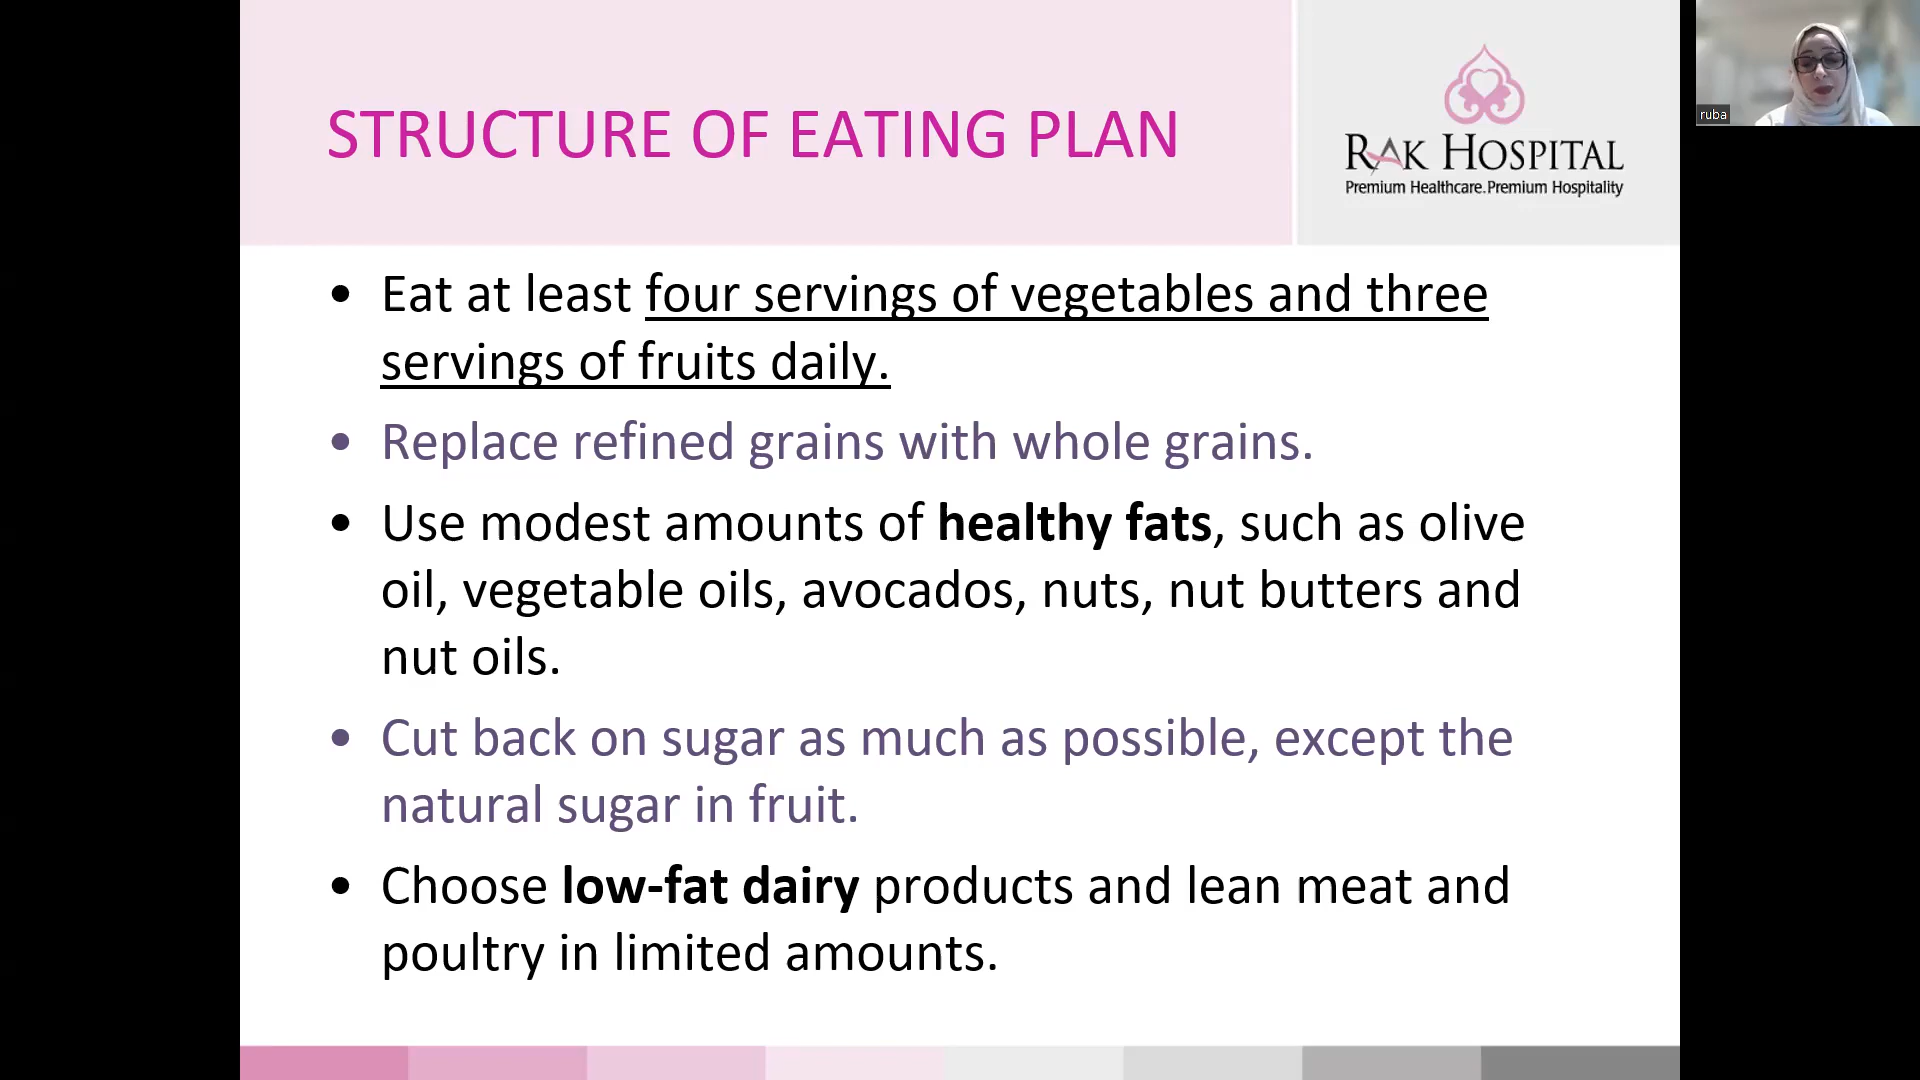 STRUCTURE OF EATING PLAN
RAK HOSPITAL
Premium Healthcare.Premium Hospitality
ruba
• Eat at least four servings of vegetables and three
servings of fruits daily.
• Replace refined grains with whole grains.
• Use modest amounts of healthy fats, such as olive
oil, vegetable oils, avocados, nuts, nut butters and
nut oils.
• Cut back on sugar as much as possible, except the
natural sugar in fruit.
• Choose low-fat dairy products and lean meat and
poultry in limited amounts.